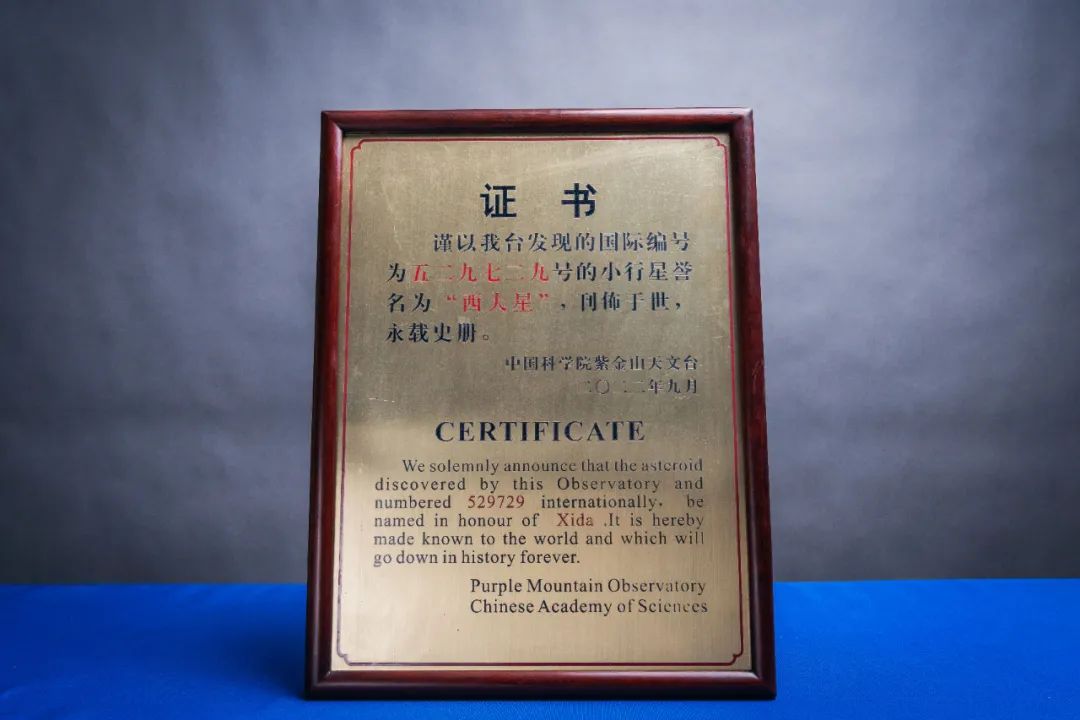 证 书
谨以我台发现的国际编号
为五二九七二九号的小行星誉
名为“西大星”，刊佈于世，
永载史册。
中国科学院紫金山天文台
二〇二二年九月
CERTIFICATE
We solemnly announce that the asteroid
discovered by this Observatory and
numbered 529729 internationally, be
named in honour of Xida .It is hereby
made known to the world and which will
go down in history forever.
Purple Mountain Observatory
Chinese Academy of Sciences